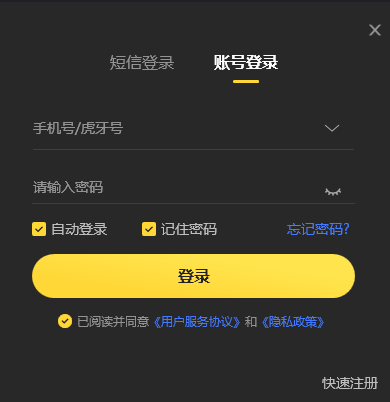 短信登录 账号登录
手机号/虎牙号
请输入密码
自动登录 记住密码 忘记密码?
登录
已阅读并同意《用户服务协议》和《隐私政策》
快速注册